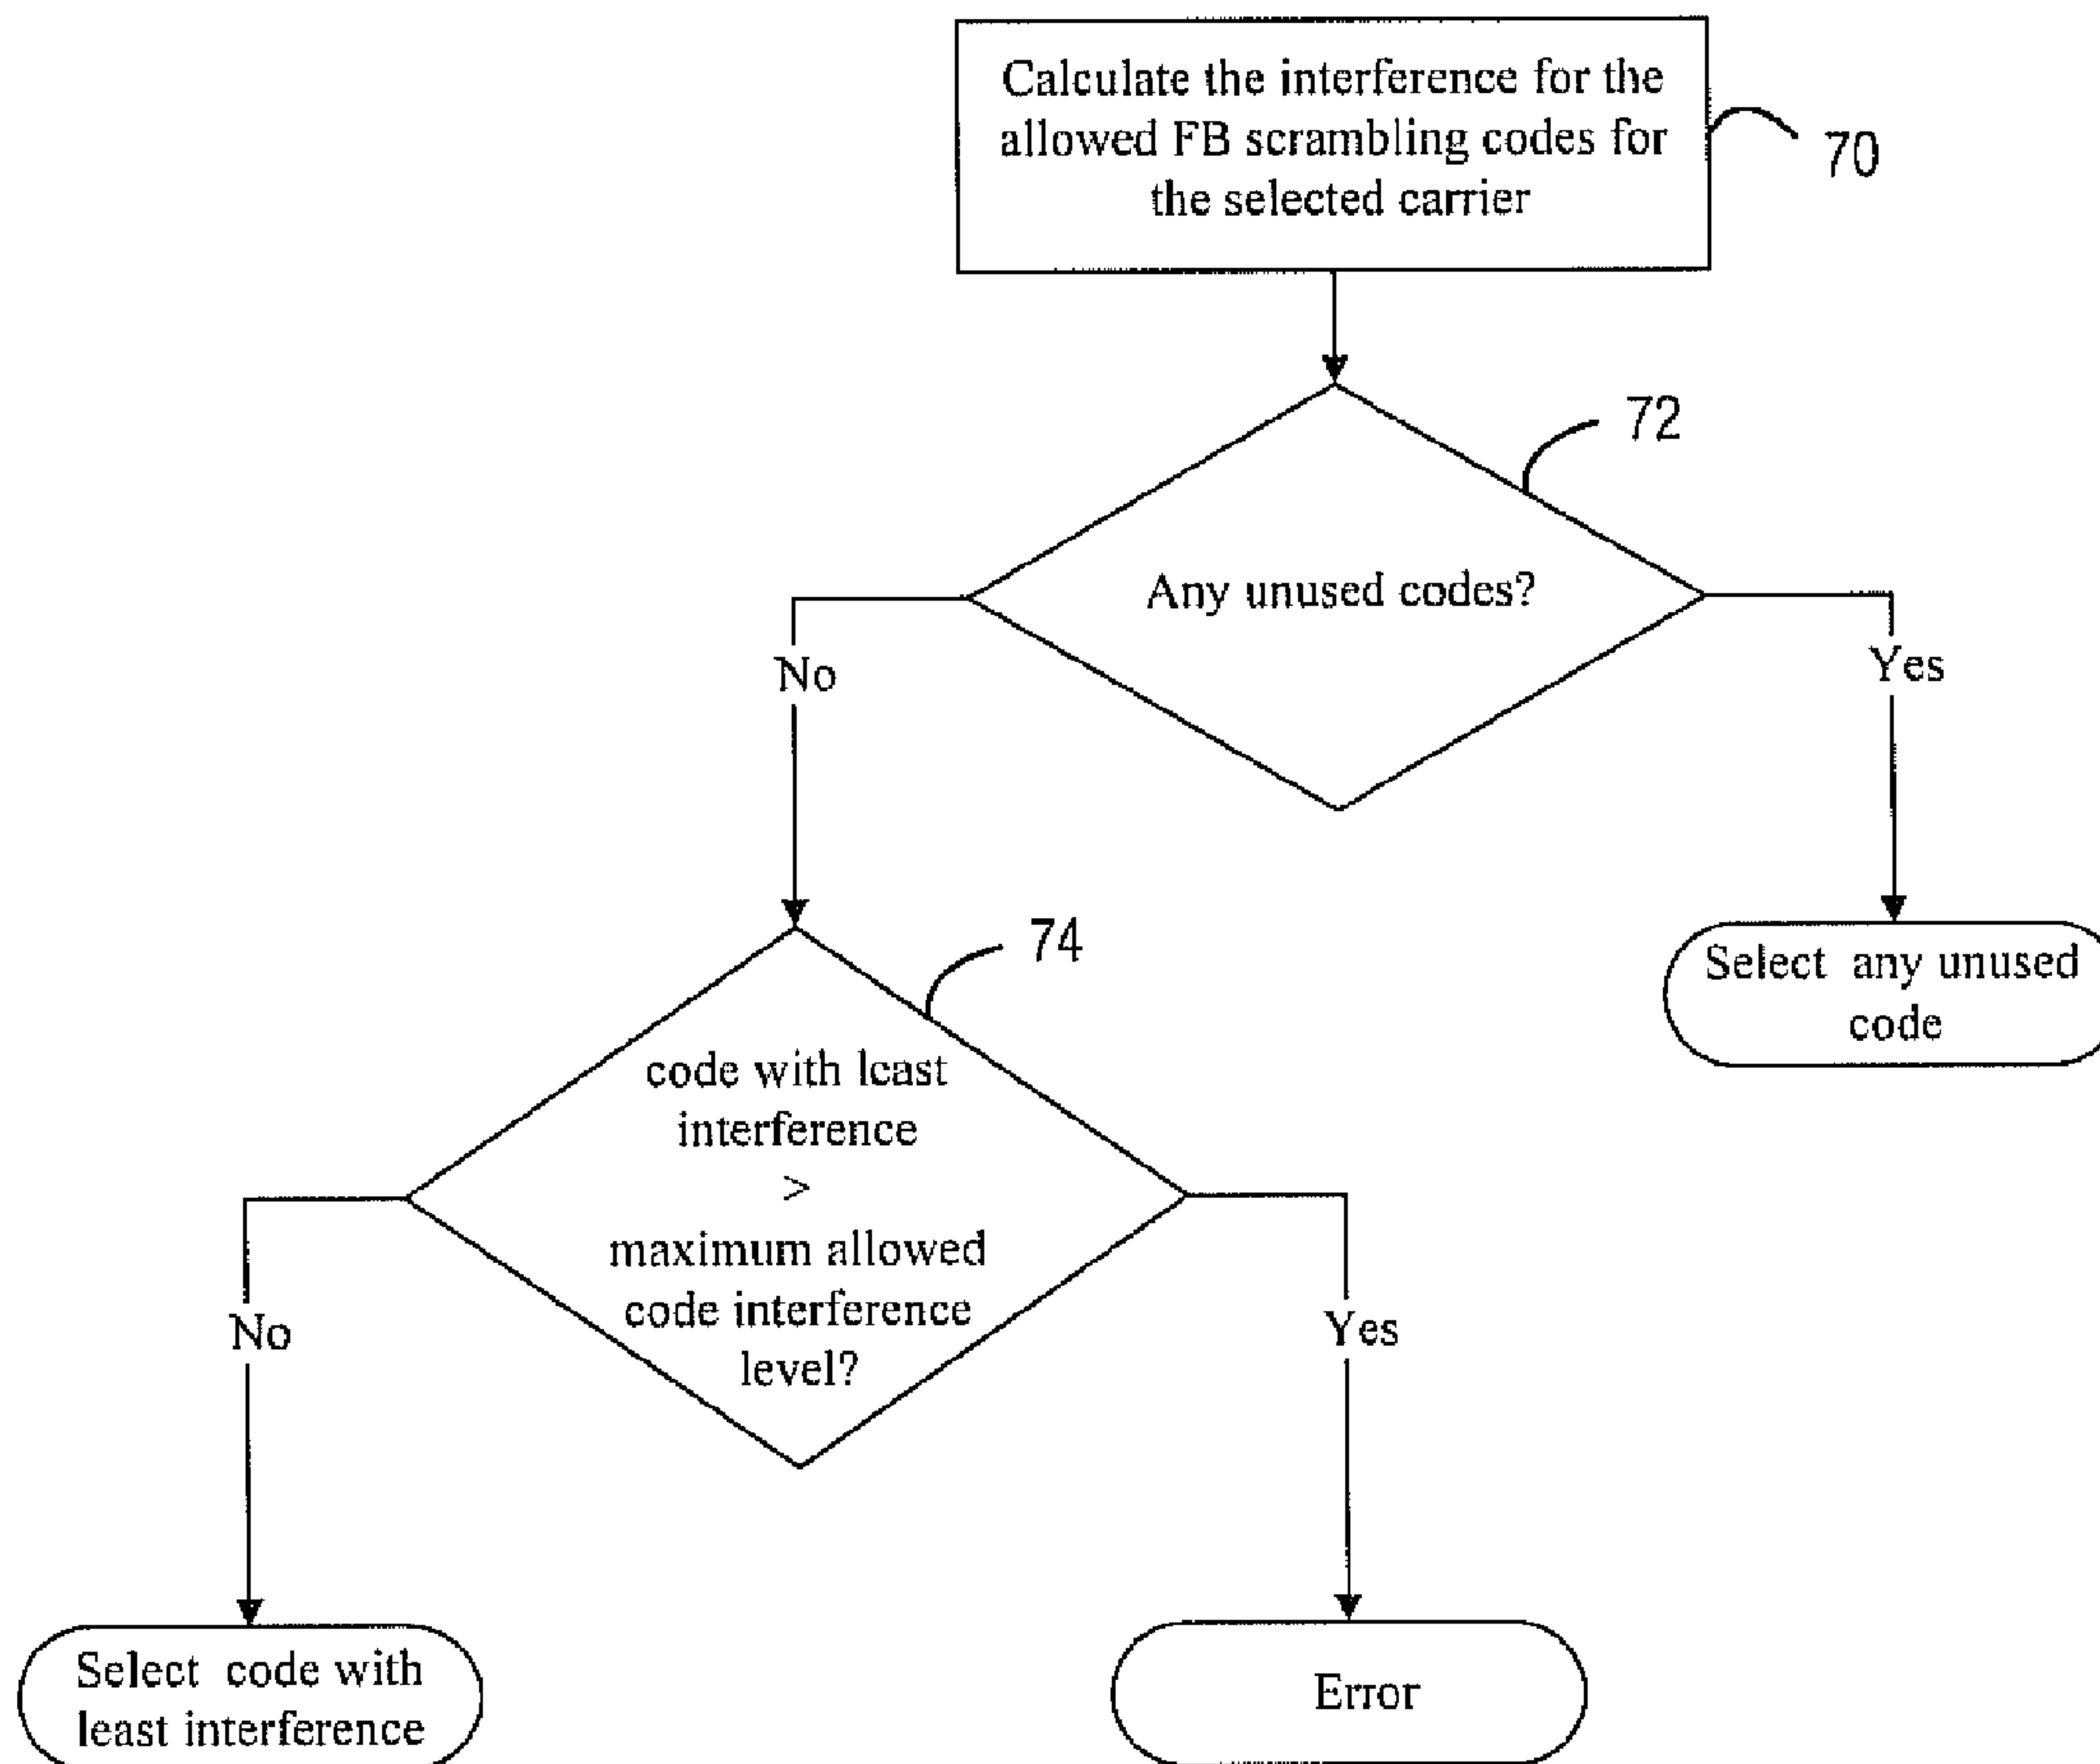 Calculate the interference for the
allowed FB scrambling codes for
the selected carrier
70
72
Any unused codes?
No
Yes
Select any unused
code
74
code with least
interference
>
maximum allowed
code interference
level?
No
Yes
Select code with
least interference
Error